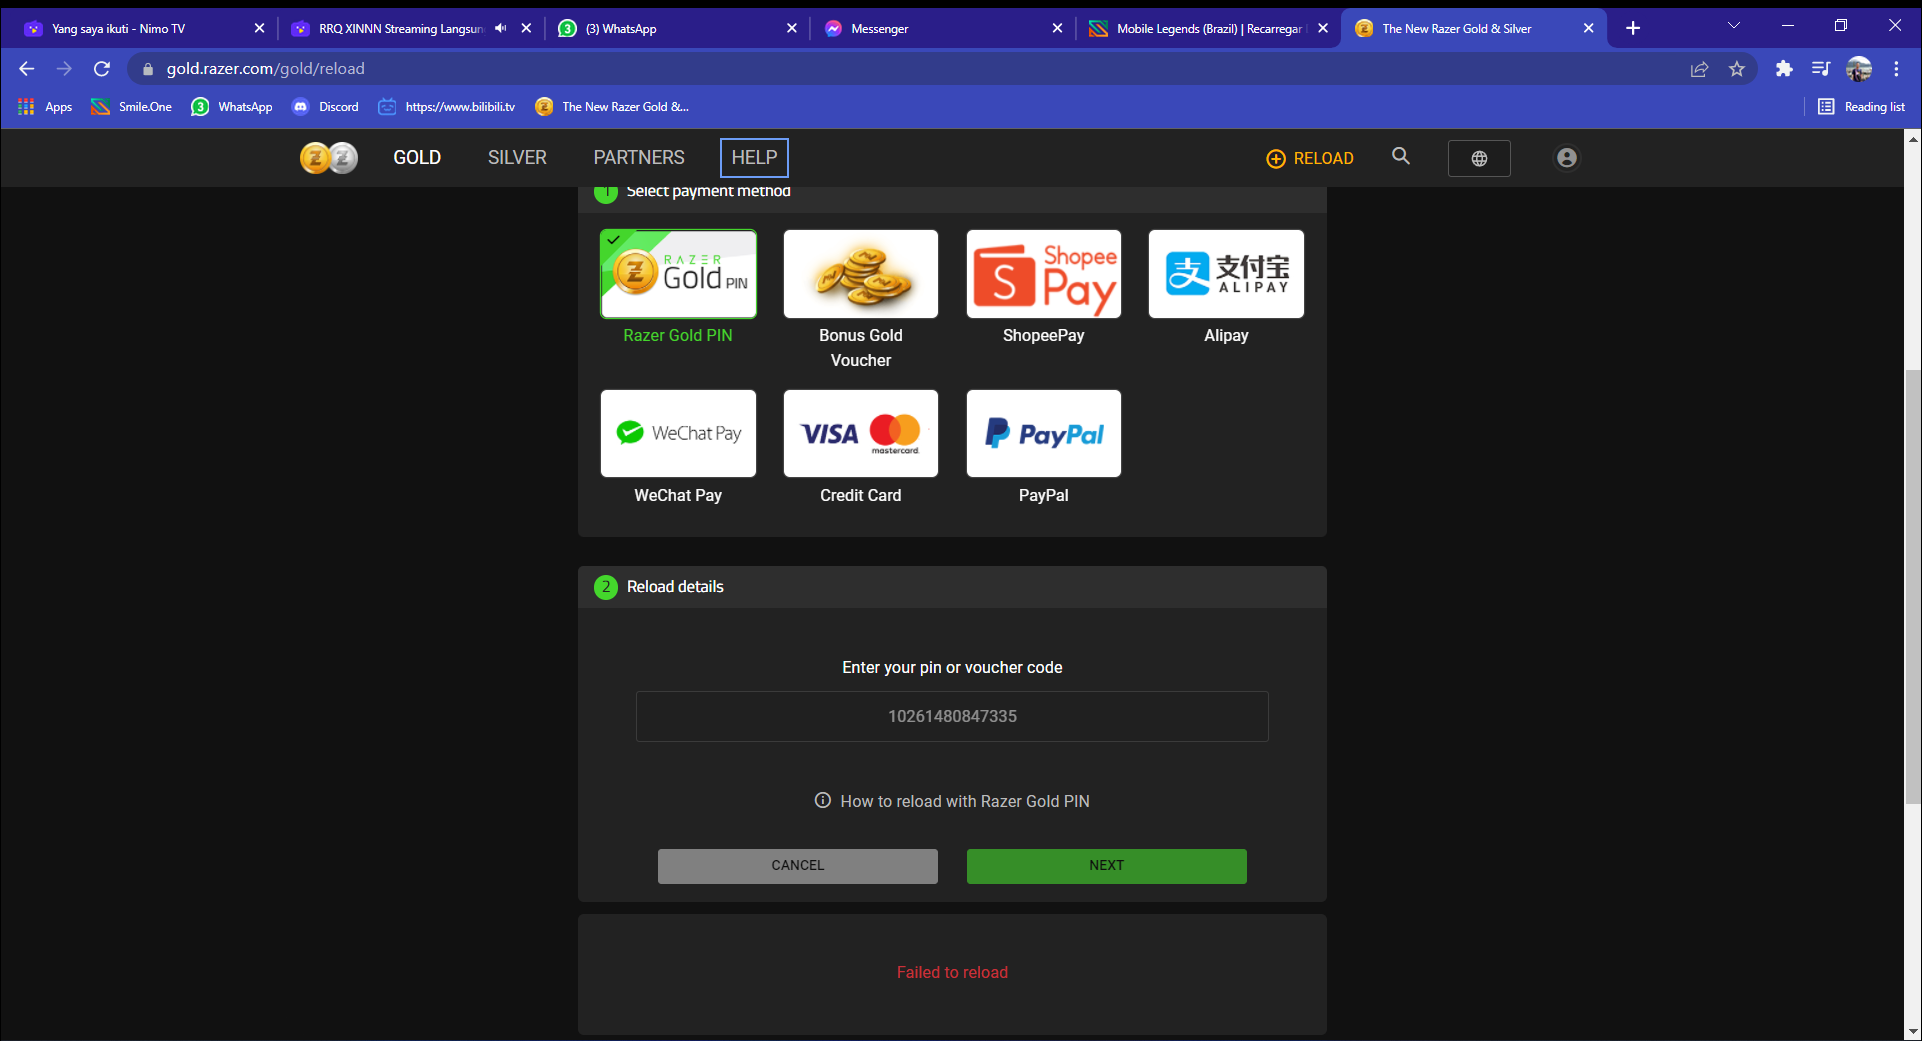 Yang saya ikuti - Nimo TV
RRQ XINNN Streaming Langsun
(3) WhatsApp
Messenger
Mobile Legends (Brazil) | Recarregar
The New Razer Gold & Silver
gold.razer.com/gold/reload
Apps
Smile.One
3
WhatsApp
Discord
https://www.bilibili.tv
The New Razer Gold &...
Reading list
GOLD
SILVER
PARTNERS
HELP
RELOAD
1
Select payment method
RAZER
Gold PIN
Shopee
Pay
支付宝
ALIPAY
Razer Gold PIN
Bonus Gold
Voucher
ShopeePay
Alipay
WeChat Pay
VISA
mastercard
PayPal
WeChat Pay
Credit Card
PayPal
2
Reload details
Enter your pin or voucher code
10261480847335
How to reload with Razer Gold PIN
CANCEL
NEXT
Failed to reload